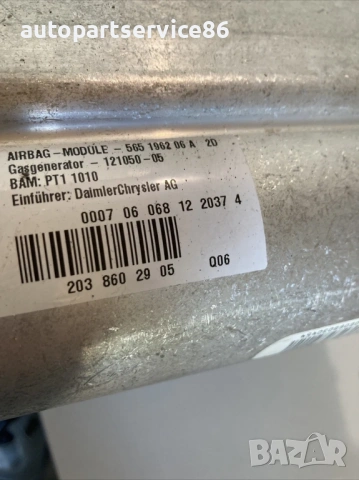 autopartservice86
AIRBAG-MODULE - 565 1962 06 A 2D
Gasgenerator - 121050-05
BAM: PT1 1010
Einführer: DaimlerChrysler AG
0007 06 068 12 2037 4
203 860 29 05 Q06
BAZAR